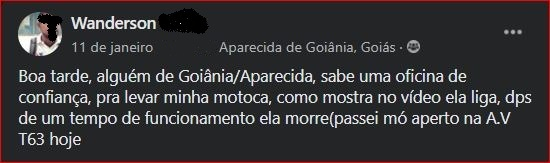 Wanderson
11 de janeiro Aparecida de Goiânia, Goiás ·
Boa tarde, alguém de Goiânia/Aparecida, sabe uma oficina de
confiança, pra levar minha motoca, como mostra no vídeo ela liga, dps
de um tempo de funcionamento ela morre(passei mó aperto na A.V
T63 hoje